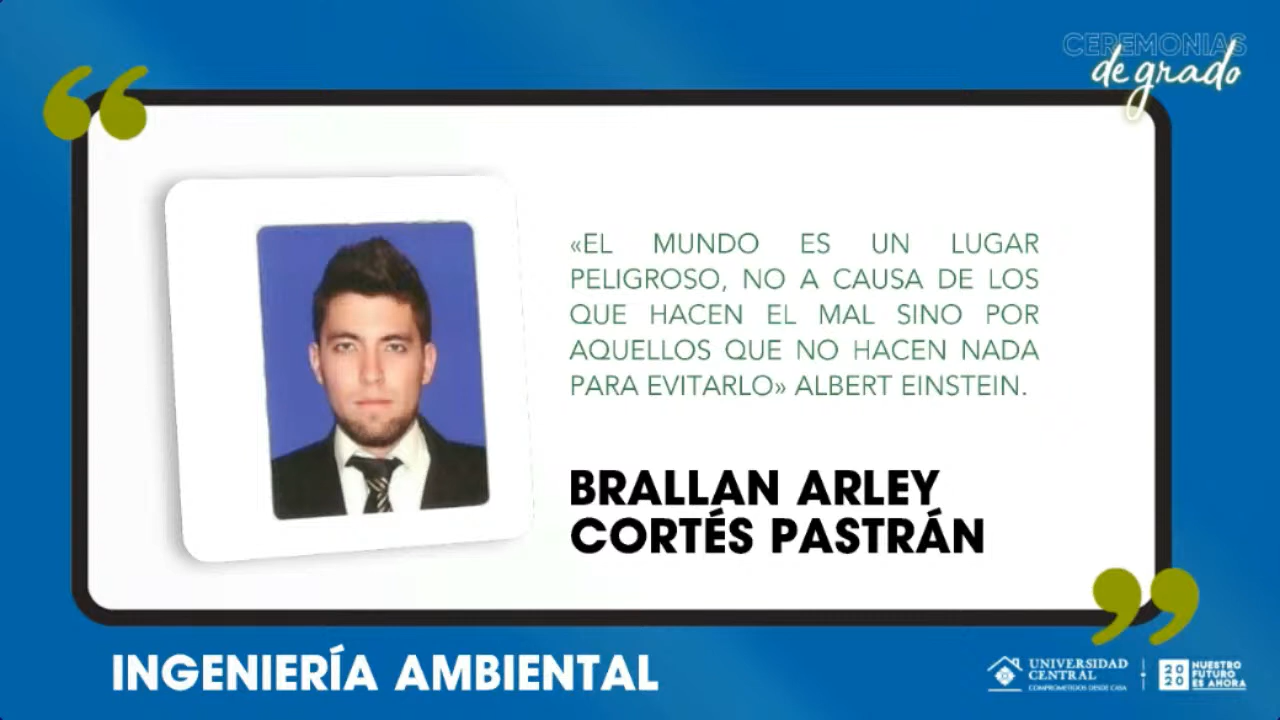 CEREMONIAS
de grado
«EL MUNDO ES UN LUGAR
PELIGROSO, NO A CAUSA DE LOS
QUE HACEN EL MAL SINO POR
AQUELLOS QUE NO HACEN NADA
PARA EVITARLO» ALBERT EINSTEIN.
BRALLAN ARLEY
CORTÉS PASTRÁN
INGENIERÍA AMBIENTAL
UNIVERSIDAD
CENTRAL
COMPROMETIDOS DESDE CASA
20
20
NUESTRO
FUTURO
ES AHORA